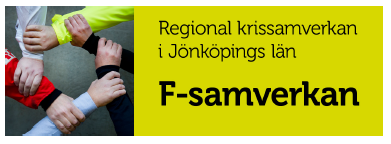 Regional krissamverkan
i Jönköpings län
F-samverkan